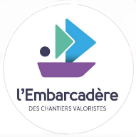 l'Embarcadère
DES CHANTIERS VALORISTES